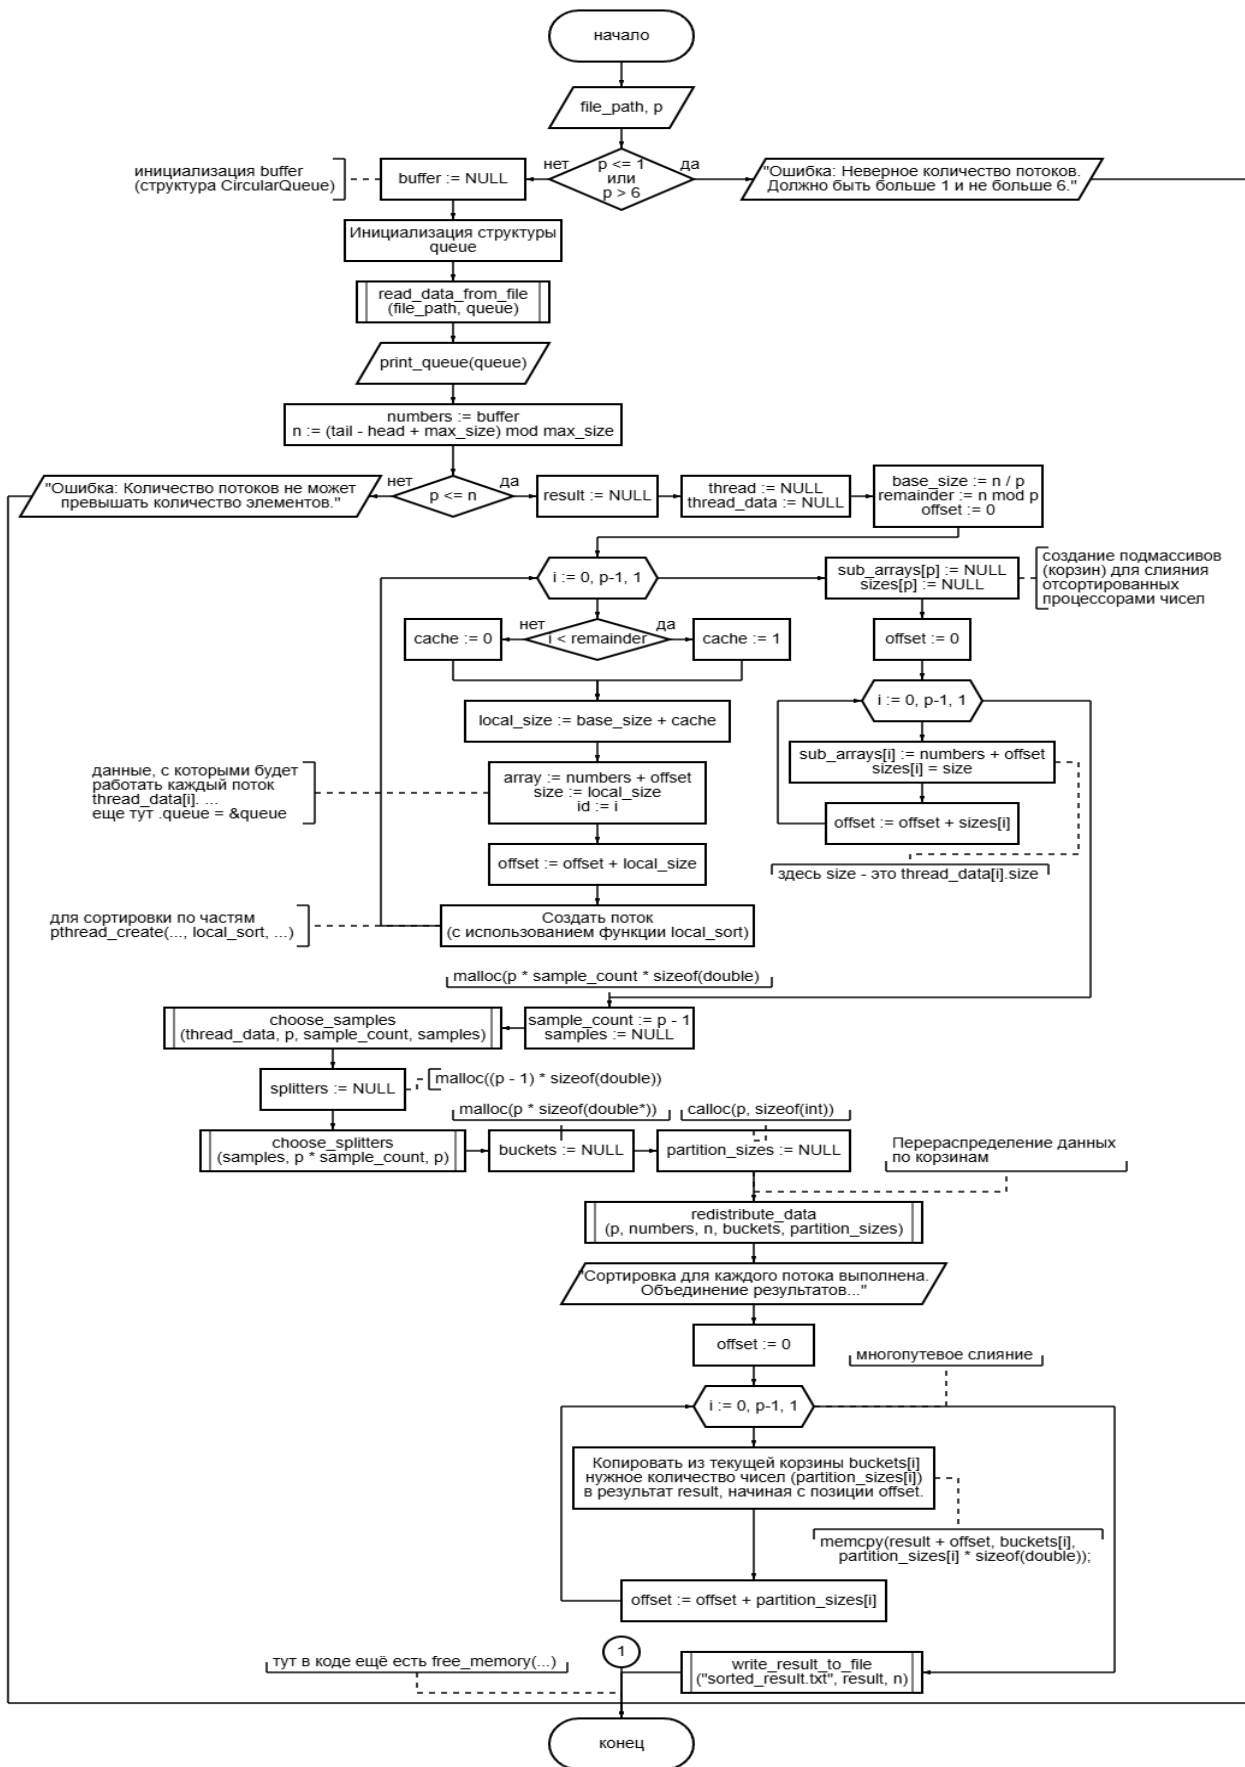 начало
file_path, p
инициализация buffer
(структура CircularQueue)
buffer := NULL
нет
p <= 1
или
p > 6
да
"Ошибка: Неверное количество потоков.
Должно быть больше 1 и не больше 6."
Инициализация структуры
queue
read_data_from_file
(file_path, queue)
print_queue(queue)
numbers := buffer
n := (tail - head + max_size) mod max_size
"Ошибка: Количество потоков не может
превышать количество элементов."
нет
p <= n
да
result := NULL
thread := NULL
thread_data := NULL
base_size := n / p
remainder := n mod p
offset := 0
i := 0, p-1, 1
sub_arrays[p] := NULL
sizes[p] := NULL
создание подмассивов
(корзин) для слияния
отсортированных
процессорами чисел
cache := 0
нет
i < remainder
да
cache := 1
offset := 0
local_size := base_size + cache
i := 0, p-1, 1
данные, с которыми будет
работать каждый поток
thread_data[i]. ...
еще тут .queue = &queue
array := numbers + offset
size := local_size
id := i
sub_arrays[i] := numbers + offset
sizes[i] = size
offset := offset + sizes[i]
offset := offset + local_size
здесь size - это thread_data[i].size
для сортировки по частям
pthread_create(..., local_sort, ...)
Создать поток
(с использованием функции local_sort)
malloc(p * sample_count * sizeof(double)
choose_samples
(thread_data, p, sample_count, samples)
sample_count := p - 1
samples := NULL
splitters := NULL
malloc((p - 1) * sizeof(double))
malloc(p * sizeof(double*))
calloc(p, sizeof(int))
choose_splitters
(samples, p * sample_count, p)
buckets := NULL
partition_sizes := NULL
Перераспределение данных
по корзинам
redistribute_data
(p, numbers, n, buckets, partition_sizes)
"Сортировка для каждого потока выполнена.
Объединение результатов..."
offset := 0
многопутевое слияние
i := 0, p-1, 1
Копировать из текущей корзины buckets[i]
нужное количество чисел (partition_sizes[i])
в результат result, начиная с позиции offset.
memcpy(result + offset, buckets[i],
partition_sizes[i] * sizeof(double));
offset := offset + partition_sizes[i]
1
тут в коде ещё есть free_memory(...)
write_result_to_file
("sorted_result.txt", result, n)
конец